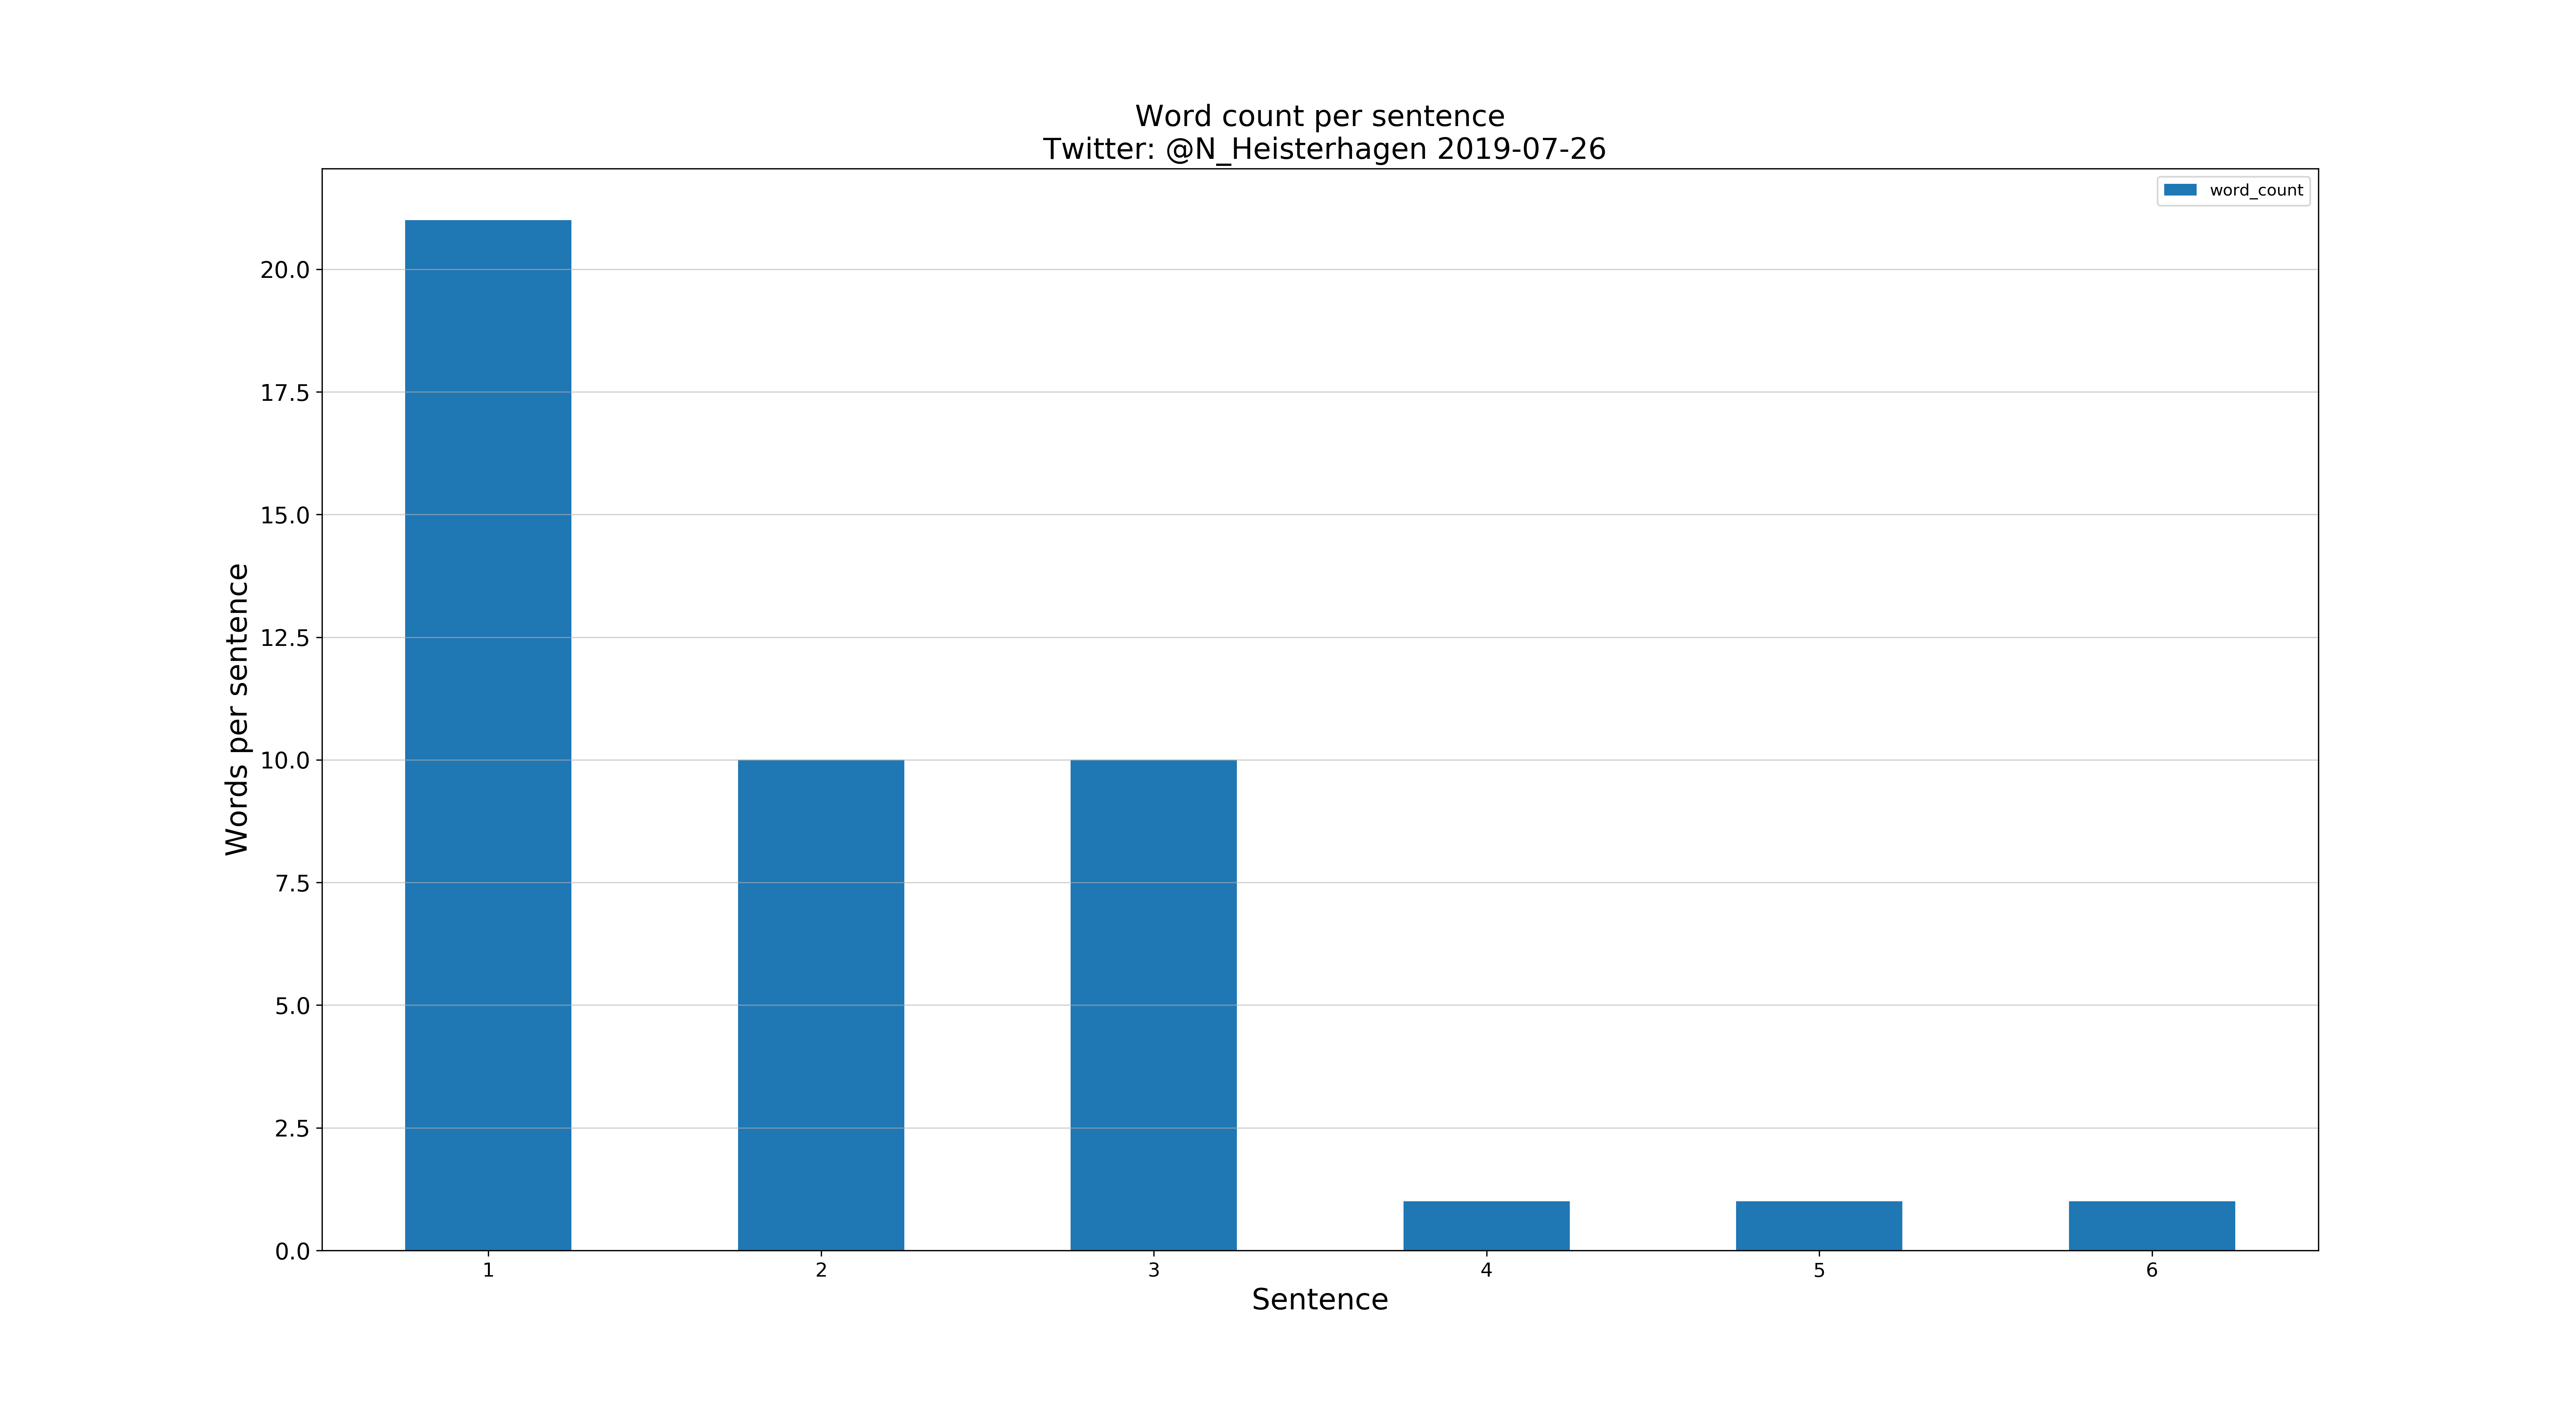 Word count per sentence
Twitter: @N_Heisterhagen 2019-07-26
word_count
Words per sentence
20.0
17.5
15.0
12.5
10.0
7.5
5.0
2.5
0.0
1 2 3 4 5 6
Sentence